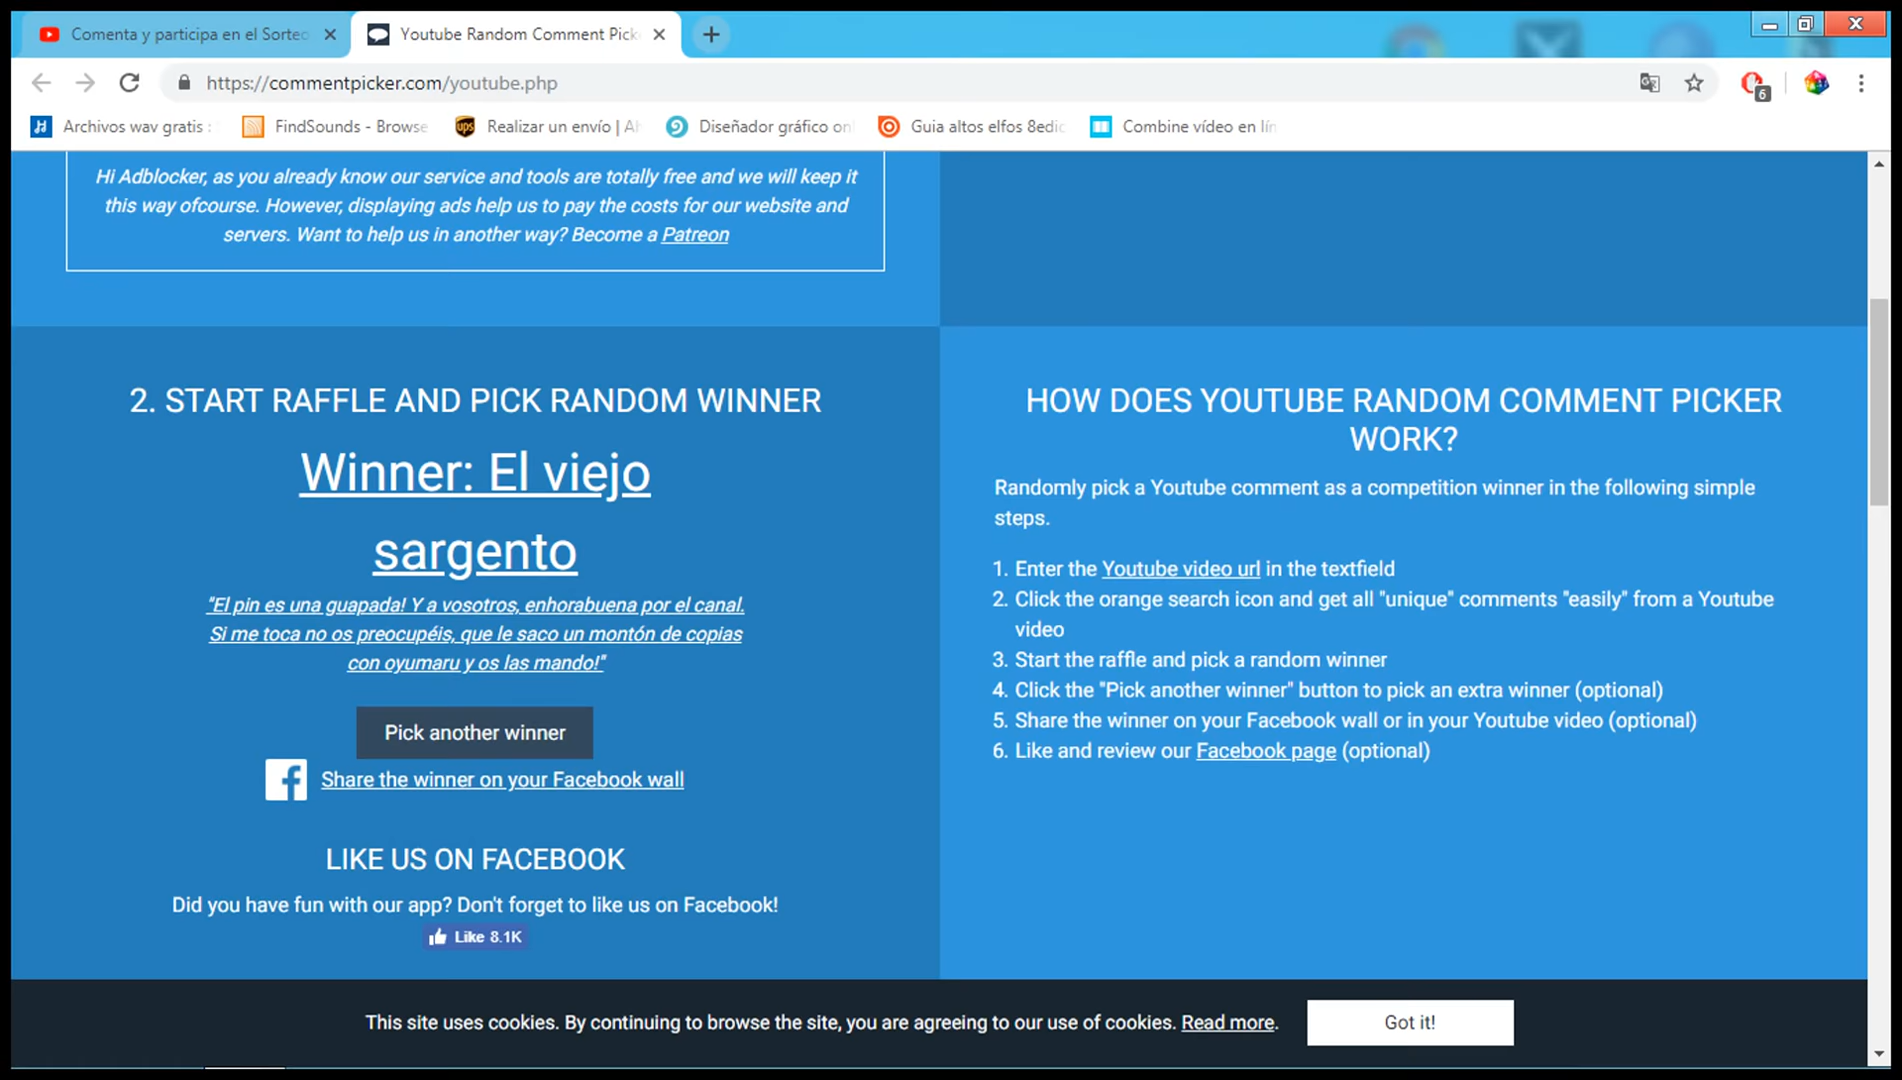 Comenta y participa en el Sorteo
Youtube Random Comment Pick
https://commentpicker.com/youtube.php
6
Archivos wav gratis :
FindSounds - Browse
ups
Realizar un envío |
Diseñador gráfico onl
Guia altos elfos 8edic
Combine vídeo en lín
Hi Adblocker, as you already know our service and tools are totally free and we will keep it
this way ofcourse. However, displaying ads help us to pay the costs for our website and
servers. Want to help us in another way? Become a Patreon
2. START RAFFLE AND PICK RANDOM WINNER
Winner: El viejo
sargento
"El pin es una guapada! Y a vosotros, enhorabuena por el canal.
Si me toca no os preocupéis, que le saco un montón de copias
con oyumaru y os las mando!"
Pick another winner
Share the winner on your Facebook wall
LIKE US ON FACEBOOK
Did you have fun with our app? Don't forget to like us on Facebook!
Like 8.1K
HOW DOES YOUTUBE RANDOM COMMENT PICKER
WORK?
Randomly pick a Youtube comment as a competition winner in the following simple
steps.
1. Enter the Youtube video url in the textfield
2. Click the orange search icon and get all "unique" comments "easily" from a Youtube
video
3. Start the raffle and pick a random winner
4. Click the "Pick another winner" button to pick an extra winner (optional)
5. Share the winner on your Facebook wall or in your Youtube video (optional)
6. Like and review our Facebook page (optional)
This site uses cookies. By continuing to browse the site, you are agreeing to our use of cookies. Read more.
Got it!